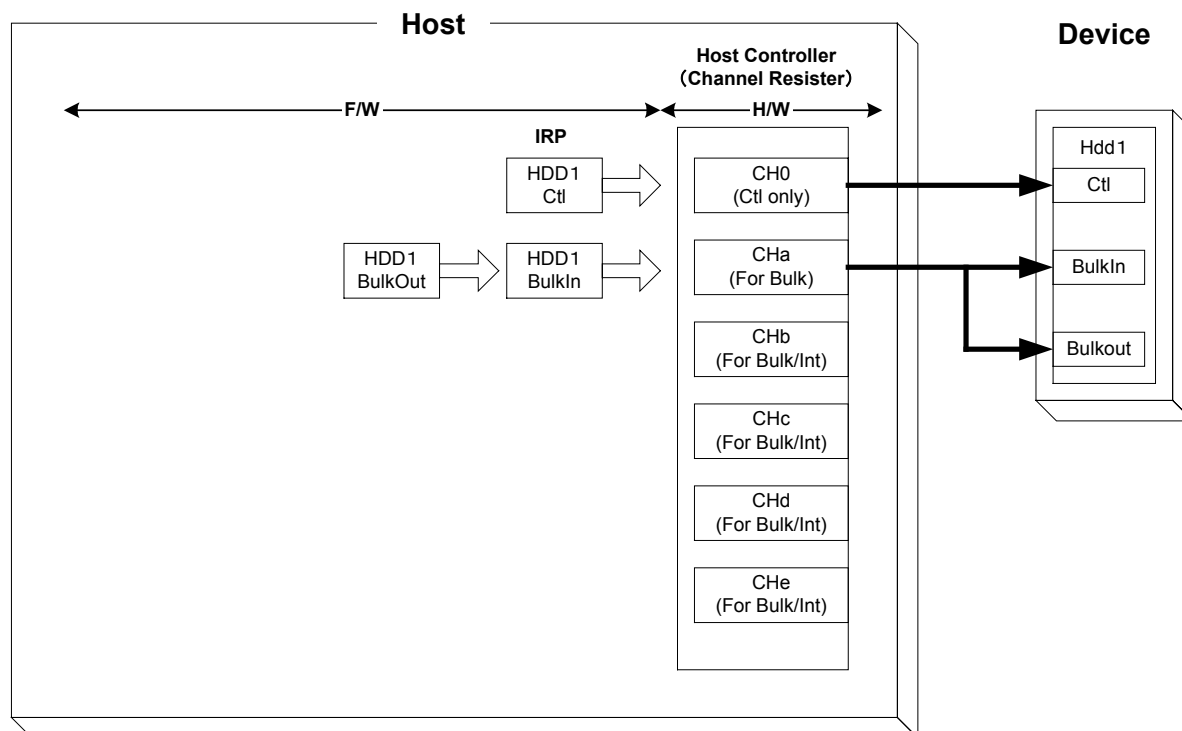 Host
Device
Host Controller
（Channel Resister）
F/W
H/W
IRP
HDD1
Ctl
CH0
(Ctl only)
Hdd1
Ctl
HDD1
BulkOut
HDD1
BulkIn
CHa
(For Bulk)
BulkIn
CHb
(For Bulk/Int)
Bulkout
CHc
(For Bulk/Int)
CHd
(For Bulk/Int)
CHe
(For Bulk/Int)